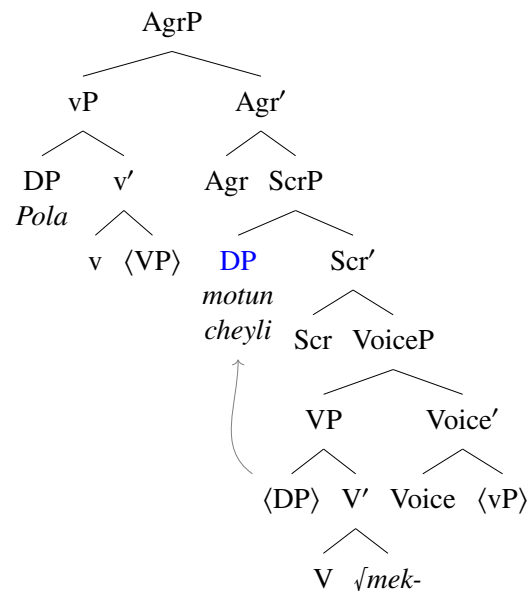 AgrP
vP Agr′
DP v′ Agr ScrP
Pola
v ⟨VP⟩ DP Scr′
motun
cheyli Scr VoiceP
VP Voice′
⟨DP⟩ V′ Voice ⟨vP⟩
V √mek-